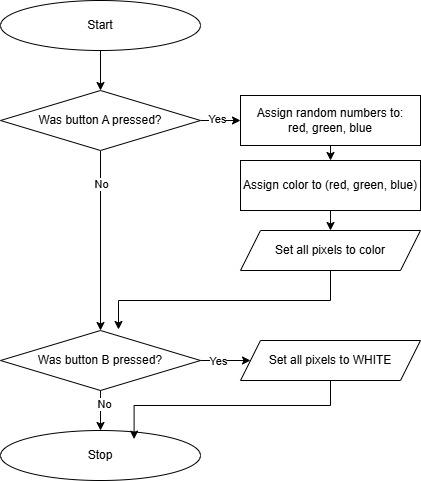 Start
Was button A pressed?
Yes
Assign random numbers to:
red, green, blue
No
Assign color to (red, green, blue)
Set all pixels to color
Was button B pressed?
Yes
Set all pixels to WHITE
No
Stop